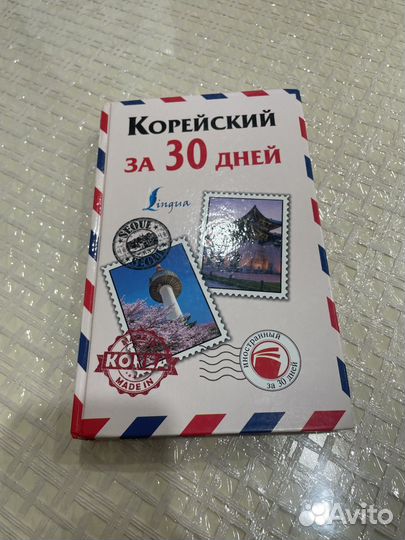 Корейский
за 30 дней
Lingua
SEOUL
KOREA
MADE IN
иностранный
за 30 дней
Avito